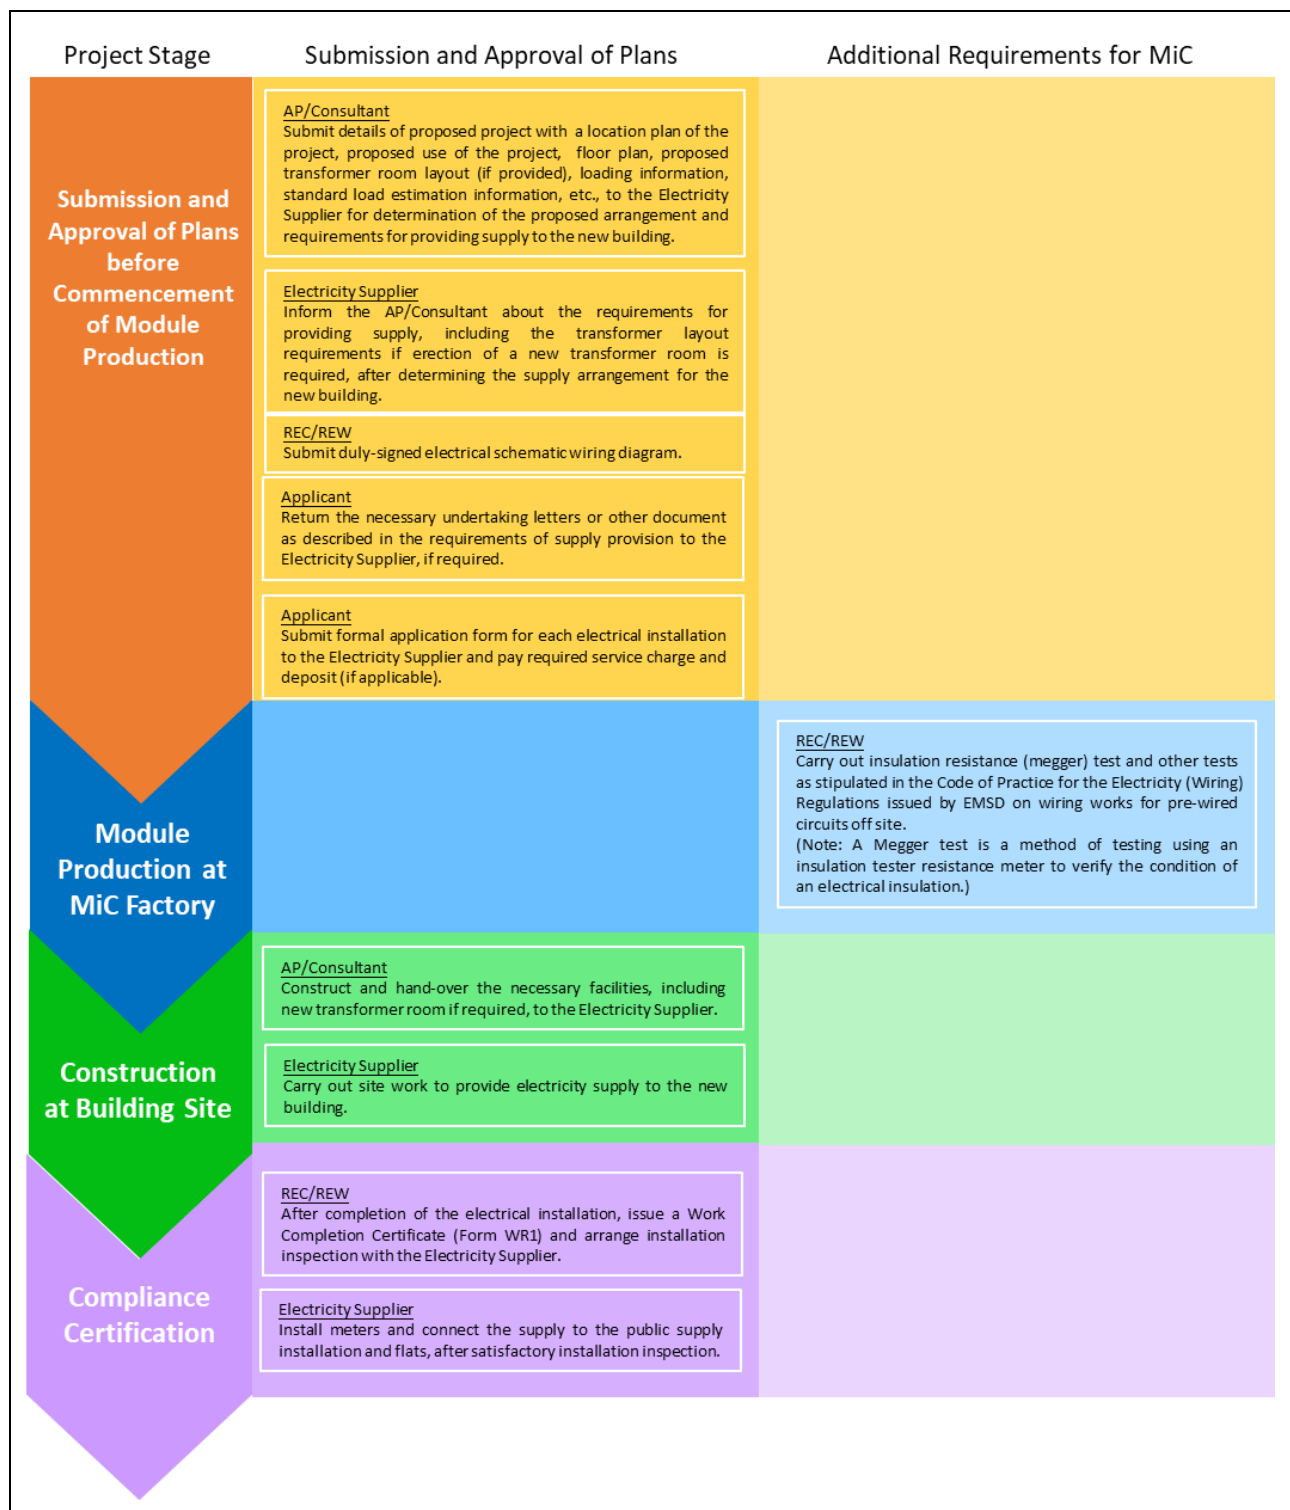 Project Stage
Submission and Approval of Plans
Additional Requirements for MiC
Submission and
Approval of Plans
before
Commencement
of Module
Production
AP/Consultant
Submit details of proposed project with a location plan of the
project, proposed use of the project, floor plan, proposed
transformer room layout (if provided), loading information,
standard load estimation information, etc., to the Electricity
Supplier for determination of the proposed arrangement and
requirements for providing supply to the new building.
Electricity Supplier
Inform the AP/Consultant about the requirements for
providing supply, including the transformer layout
requirements if erection of a new transformer room is
required, after determining the supply arrangement for the
new building.
REC/REW
Submit duly-signed electrical schematic wiring diagram.
Applicant
Return the necessary undertaking letters or other document
as described in the requirements of supply provision to the
Electricity Supplier, if required.
Applicant
Submit formal application form for each electrical installation
to the Electricity Supplier and pay required service charge and
deposit (if applicable).
Module
Production at
MiC Factory
REC/REW
Carry out insulation resistance (megger) test and other tests
as stipulated in the Code of Practice for the Electricity (Wiring)
Regulations issued by EMSD on wiring works for pre-wired
circuits off site.
(Note: A Megger test is a method of testing using an
insulation tester resistance meter to verify the condition of
an electrical insulation.)
Construction
at Building Site
AP/Consultant
Construct and hand-over the necessary facilities, including
new transformer room if required, to the Electricity Supplier.
Electricity Supplier
Carry out site work to provide electricity supply to the new
building.
Compliance
Certification
REC/REW
After completion of the electrical installation, issue a Work
Completion Certificate (Form WR1) and arrange installation
inspection with the Electricity Supplier.
Electricity Supplier
Install meters and connect the supply to the public supply
installation and flats, after satisfactory installation inspection.